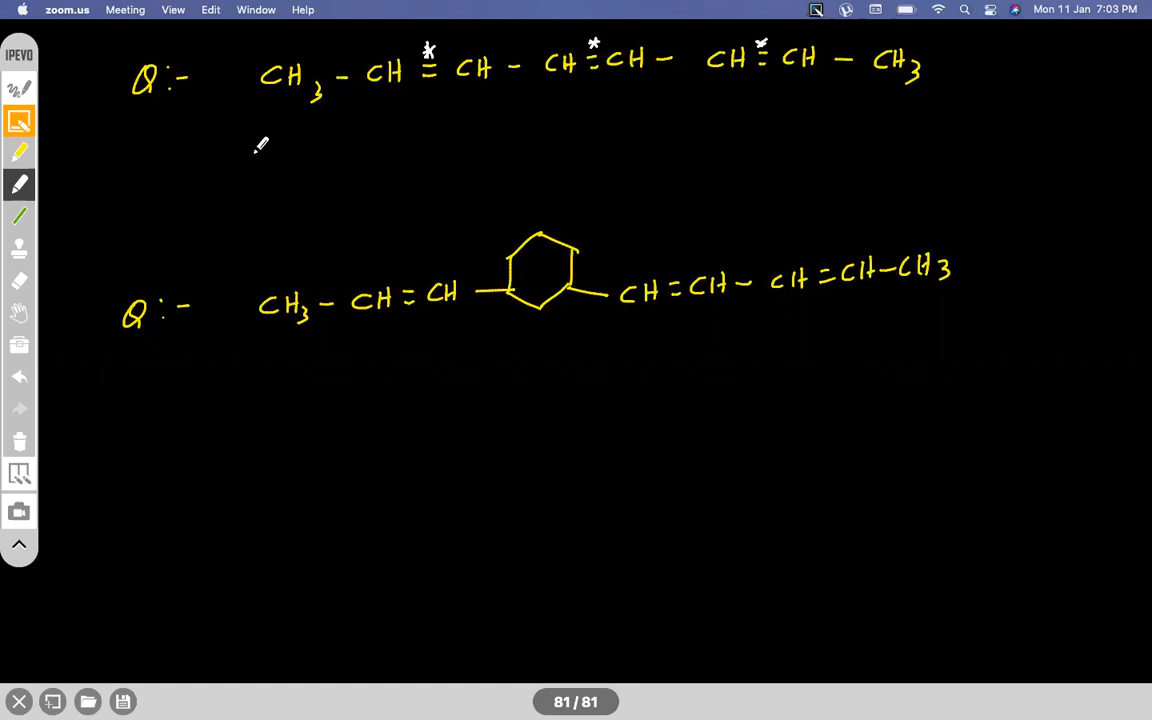 zoom.us Meeting View Edit Window Help Mon 11 Jan 7:03 PM
IPEVO
Q:- CH3 - CH = CH - CH = CH - CH = CH - CH3
* * *
Q:- CH3 - CH = CH CH = CH - CH = CH - CH3
81 / 81